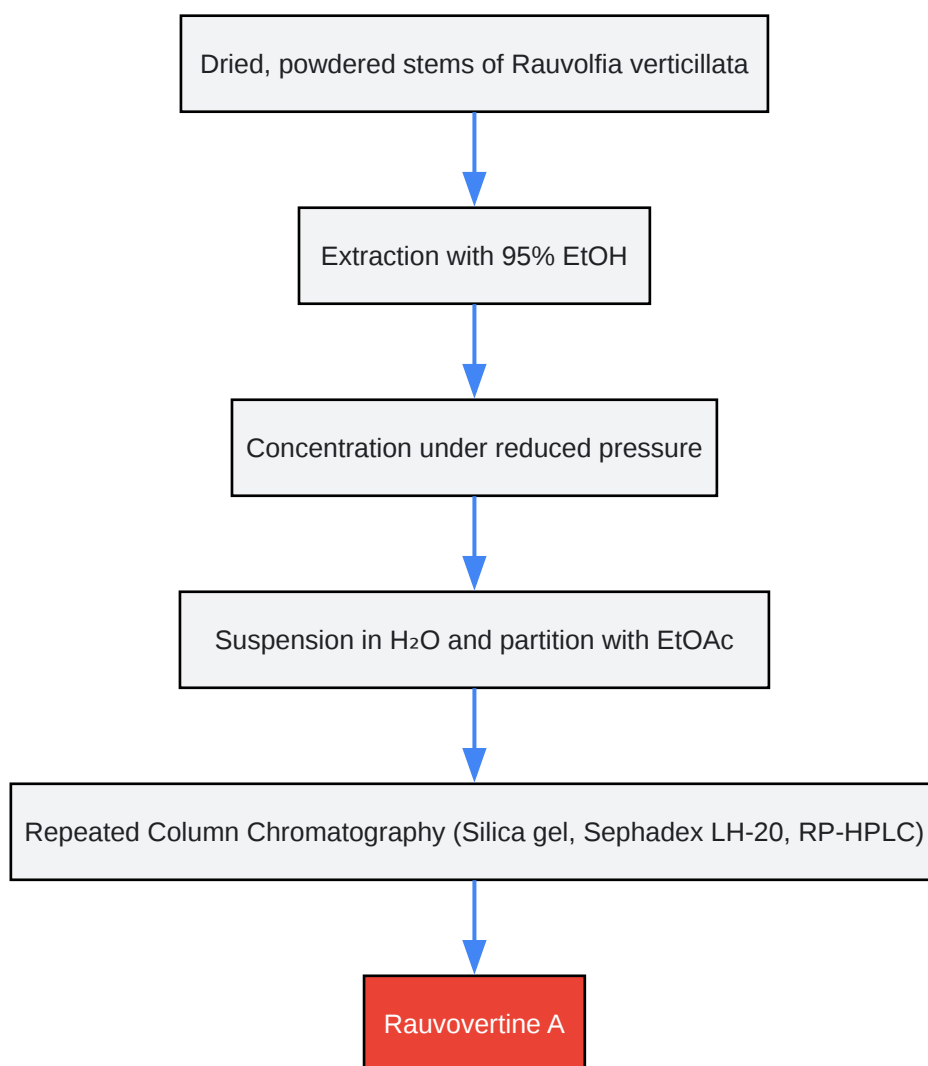 Dried, powdered stems of Rauvolfia verticillata
Extraction with 95% EtOH
Concentration under reduced pressure
Suspension in H₂O and partition with EtOAc
Repeated Column Chromatography (Silica gel, Sephadex LH-20, RP-HPLC)
Rauvovertine A